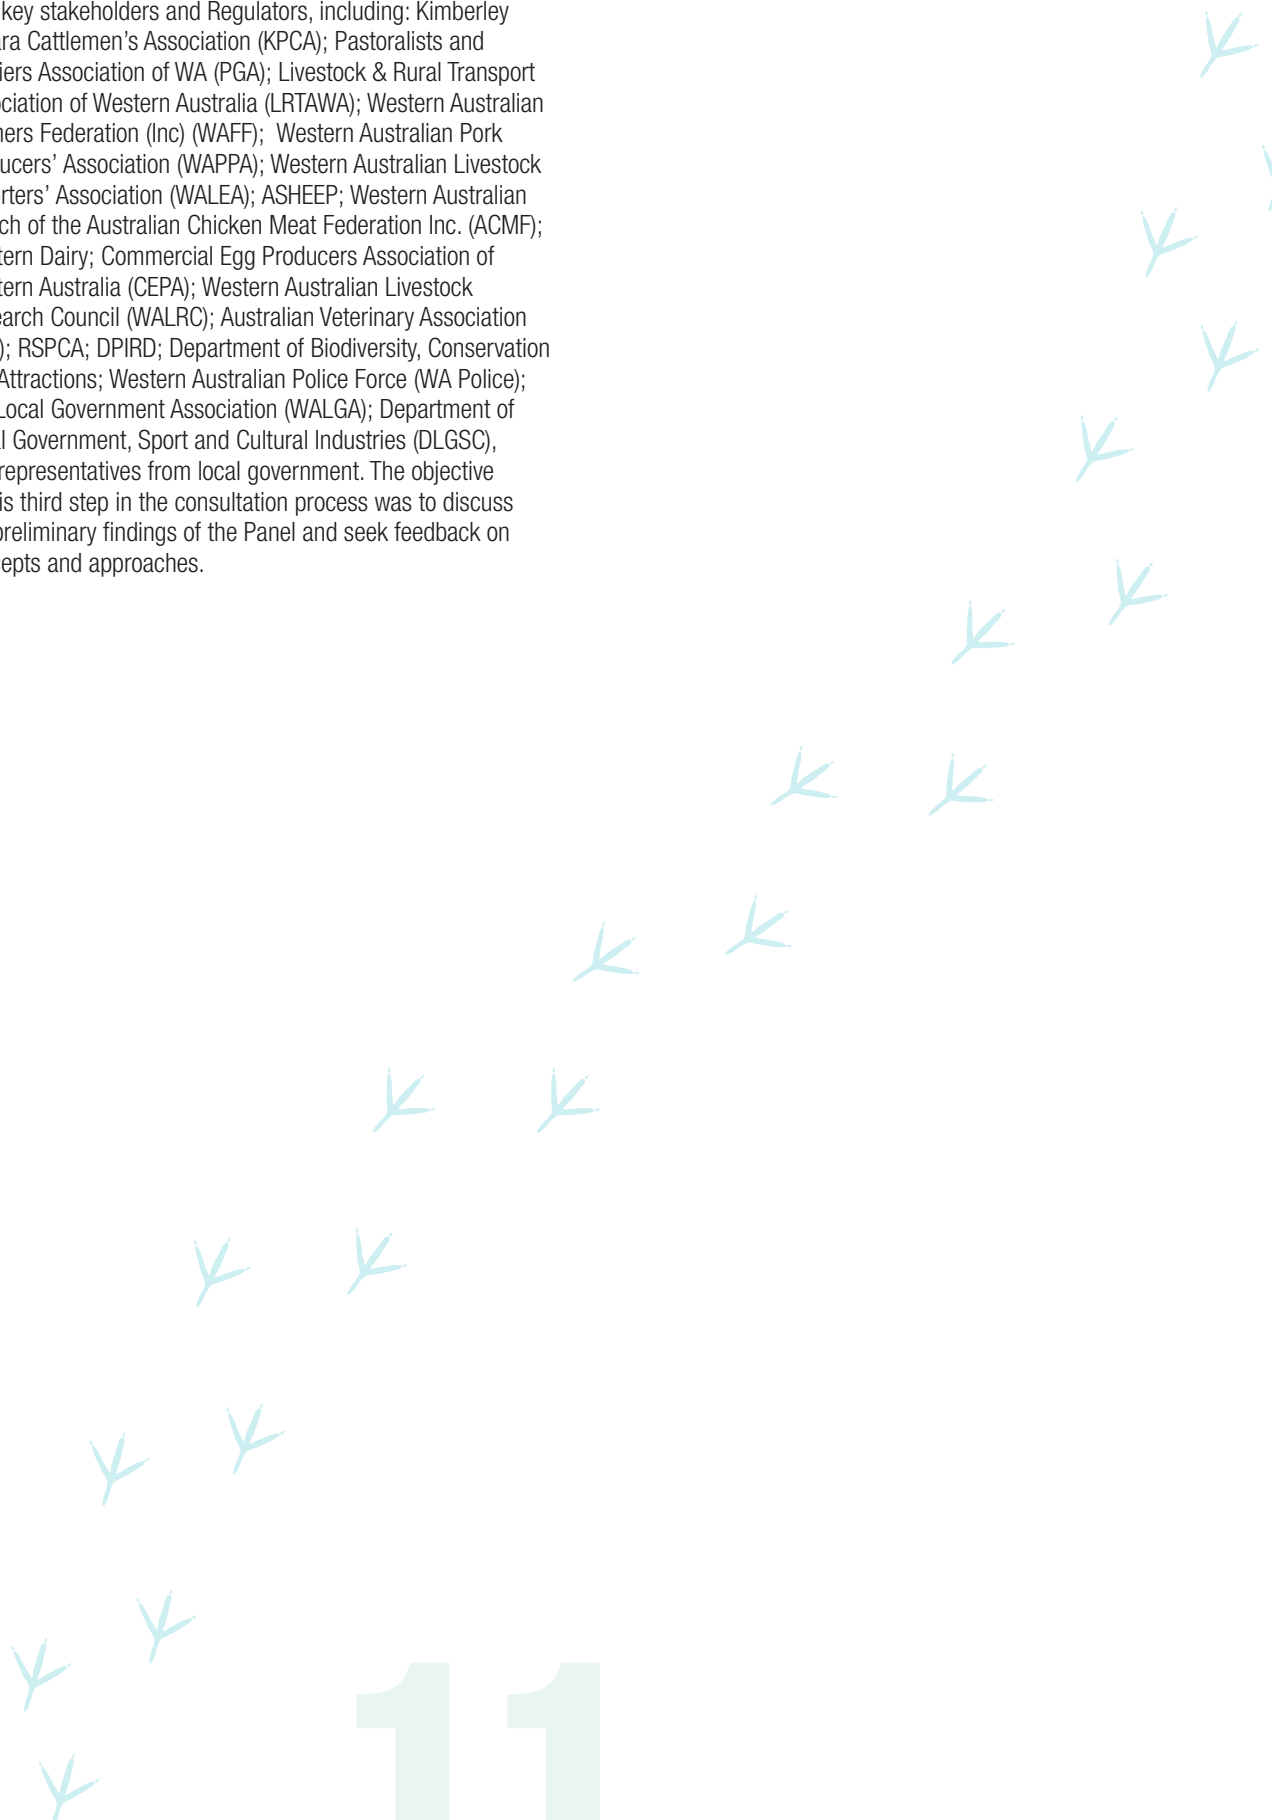 key stakeholders and Regulators, including: Kimberley
ara Cattlemen’s Association (KPCA); Pastoralists and
iers Association of WA (PGA); Livestock & Rural Transport
ociation of Western Australia (LRTAWA); Western Australian
ners Federation (Inc) (WAFF);  Western Australian Pork
ucers’ Association (WAPPA); Western Australian Livestock
rters’ Association (WALEA); ASHEEP; Western Australian
ch of the Australian Chicken Meat Federation Inc. (ACMF);
tern Dairy; Commercial Egg Producers Association of
tern Australia (CEPA); Western Australian Livestock
earch Council (WALRC); Australian Veterinary Association
); RSPCA; DPIRD; Department of Biodiversity, Conservation
Attractions; Western Australian Police Force (WA Police);
Local Government Association (WALGA); Department of
l Government, Sport and Cultural Industries (DLGSC),
representatives from local government. The objective
is third step in the consultation process was to discuss
preliminary findings of the Panel and seek feedback on
epts and approaches.
11